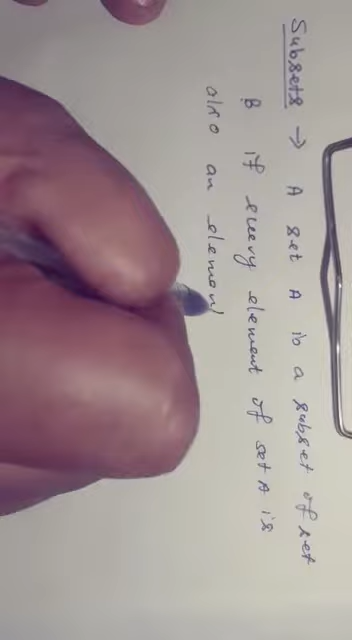 Subsets → A set A is a subset of set
B if every element of set A is
also an element